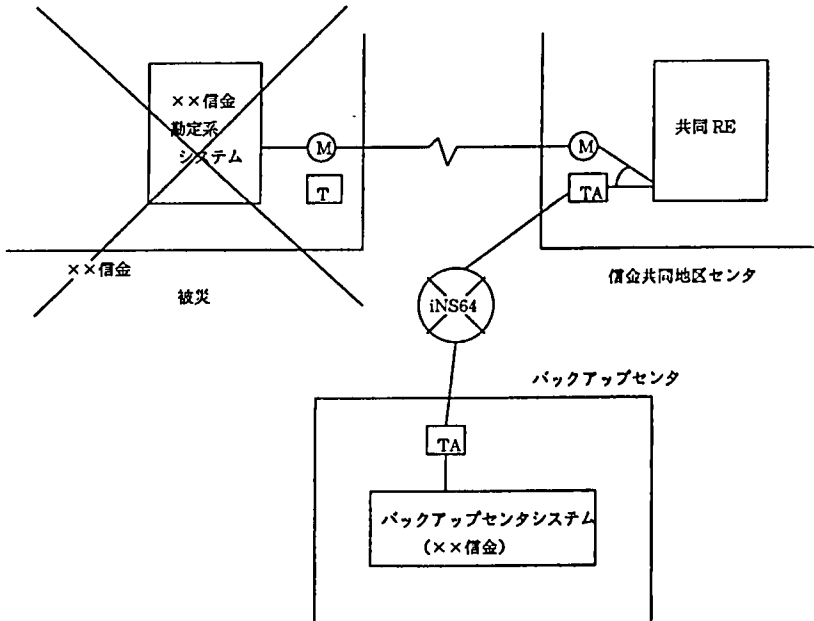 ××信金
勘定系
システム
M
T
××信金
被災
M
TA
共同RE
信金共同地区センタ
iNS64
バックアップセンタ
TA
バックアップセンタシステム
(××信金)